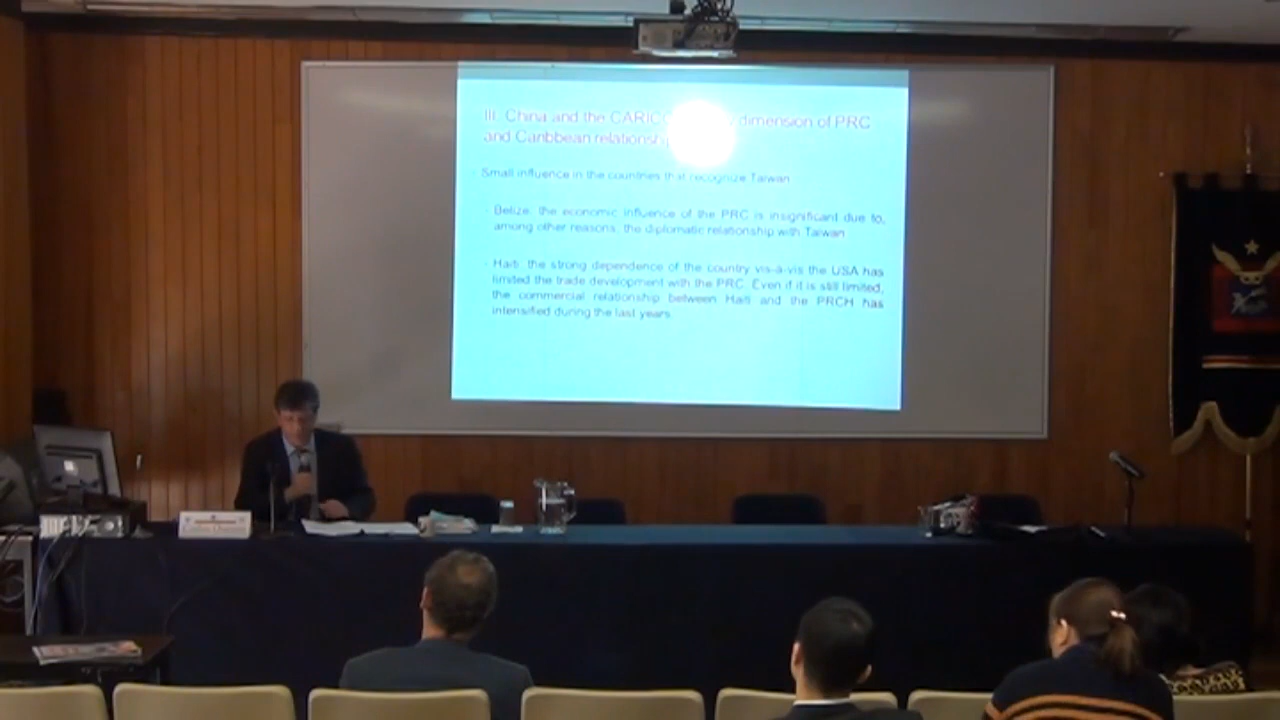 III. China and the CARIC dimension of PRC
and Caribbean relationship
Small influence in the countries that recognize Taiwan
- Belize: the economic influence of the PRC is insignificant due to,
among other reasons, the diplomatic relationship with Taiwan
- Haiti: the strong dependence of the country vis-à-vis the USA has
limited the trade development with the PRC. Even if it is still limited,
the commercial relationship between Haiti and the PRCH has
intensified during the last years